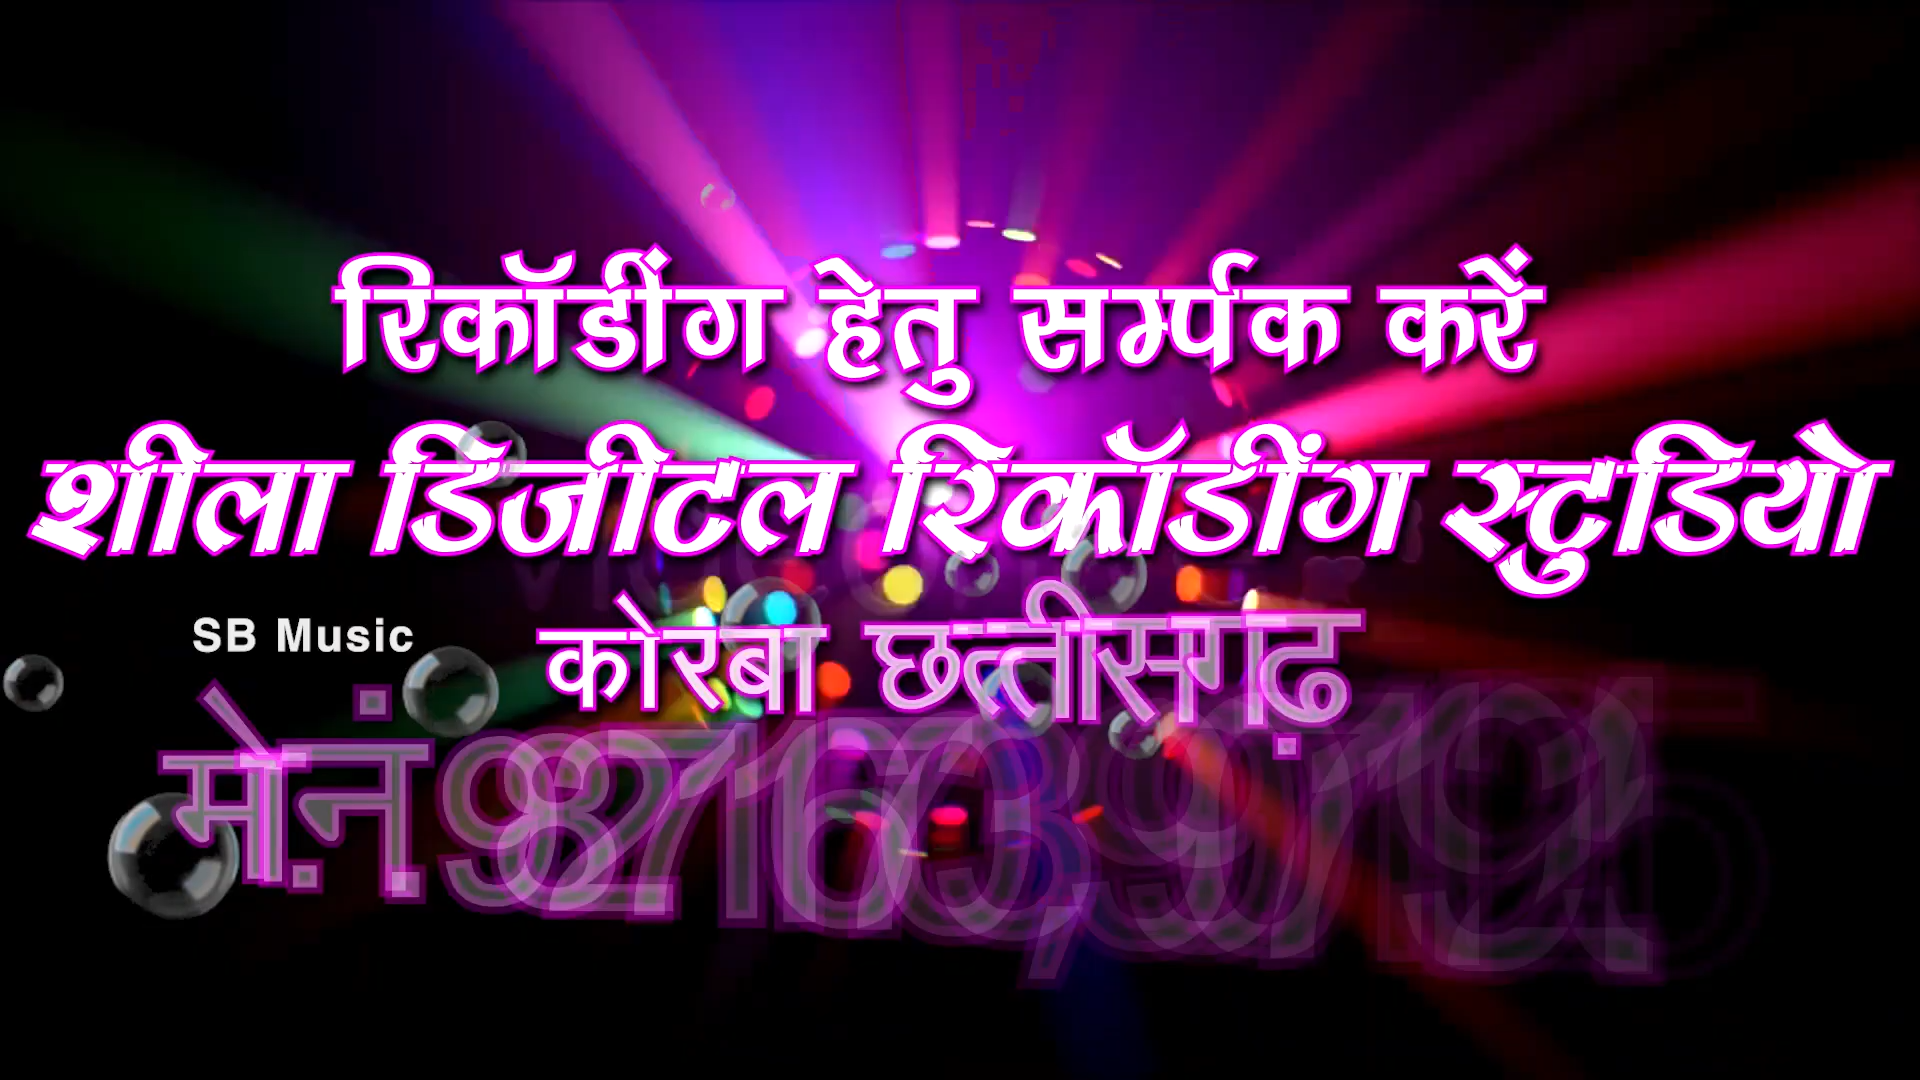 रिकॉर्डींग हेतु सर्म्पक करें
शीला डिजीटल रिकॉर्डींग स्टुडियो
SB Music
कोरबा छत्तीसगढ़
मो.नं.